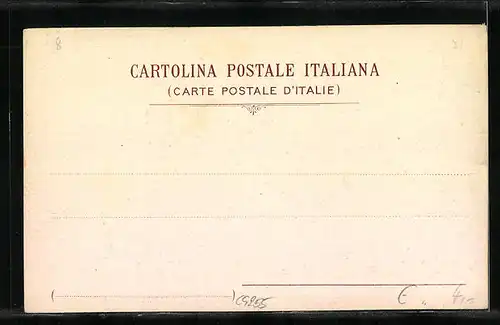 CARTOLINA POSTALE ITALIANA
(CARTE POSTALE D'ITALIE)
( )